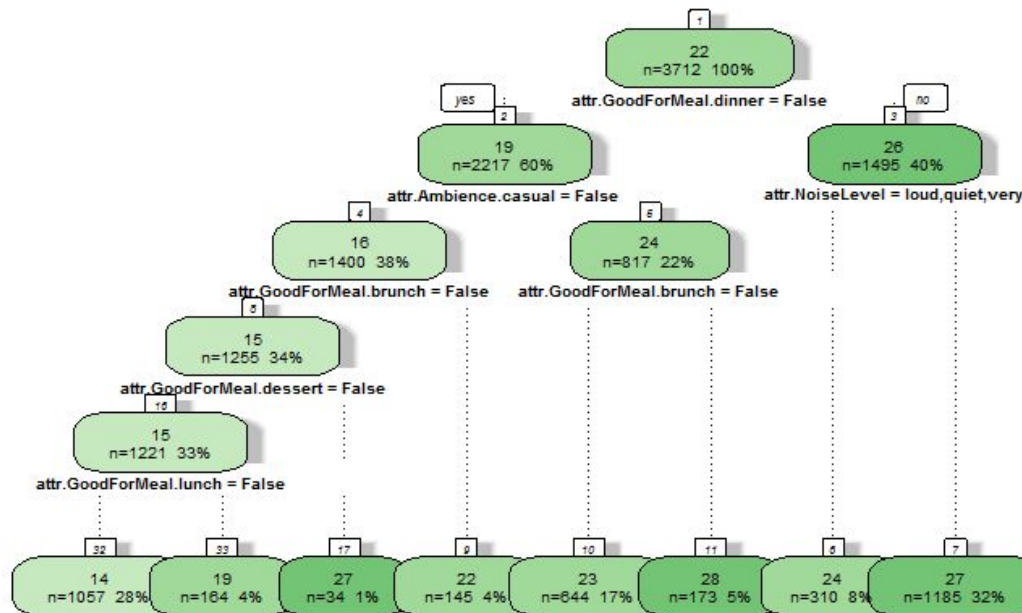 1
22
n=3712 100%
attr.GoodForMeal.dinner = False
yes
no
2
3
19
n=2217 60%
26
n=1495 40%
attr.Ambience.casual = False
attr.NoiseLevel = loud,quiet,very
4
5
16
n=1400 38%
24
n=817 22%
attr.GoodForMeal.brunch = False
attr.GoodForMeal.brunch = False
8
15
n=1255 34%
attr.GoodForMeal.dessert = False
16
15
n=1221 33%
attr.GoodForMeal.lunch = False
32
33
17
9
10
11
6
7
14
n=1057 28%
19
n=164 4%
27
n=34 1%
22
n=145 4%
23
n=644 17%
28
n=173 5%
24
n=310 8%
27
n=1185 32%